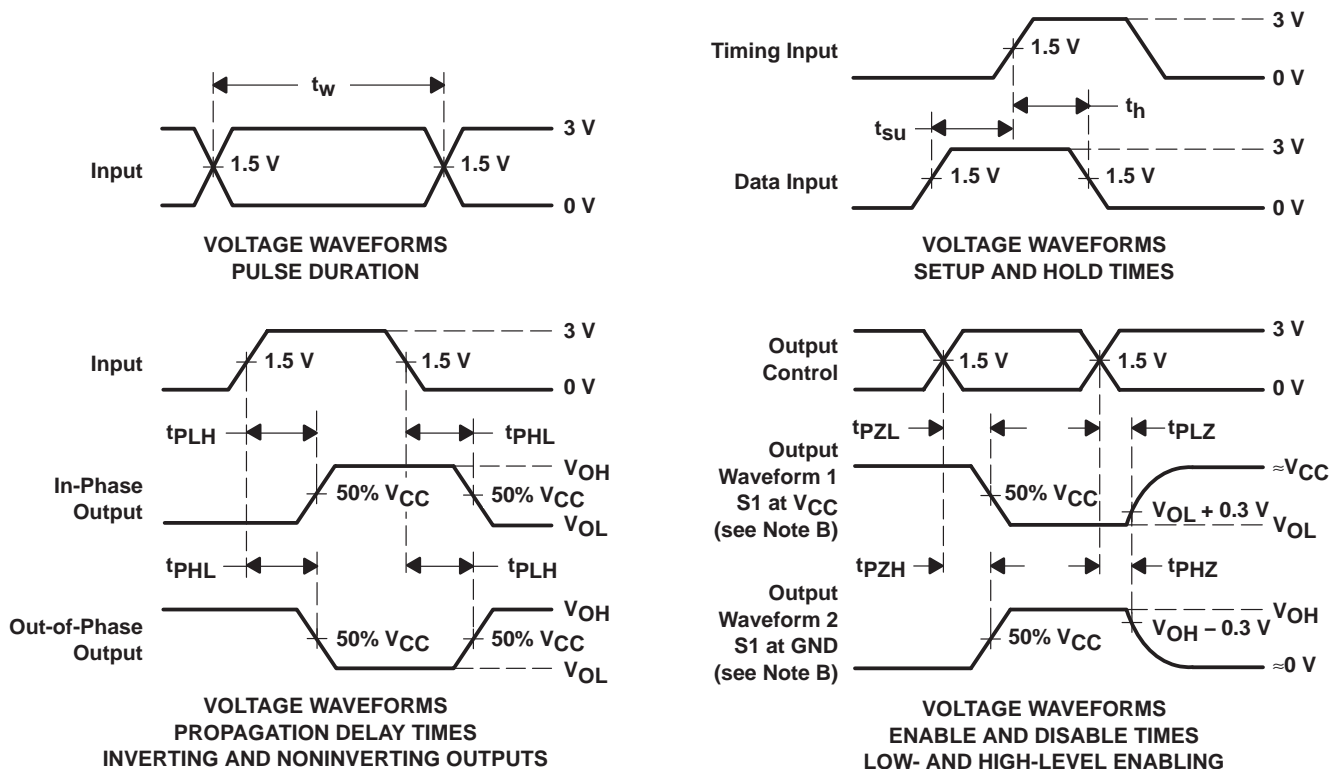 tw
3 V
Input
1.5 V
1.5 V
0 V
VOLTAGE WAVEFORMS
PULSE DURATION
Timing Input
3 V
1.5 V
0 V
th
tsu
Data Input
3 V
1.5 V
1.5 V
0 V
VOLTAGE WAVEFORMS
SETUP AND HOLD TIMES
Input
3 V
1.5 V
1.5 V
0 V
tPLH
tPHL
In-Phase
Output
VOH
50% VCC
50% VCC
VOL
tPHL
tPLH
Out-of-Phase
Output
VOH
50% VCC
50% VCC
VOL
VOLTAGE WAVEFORMS
PROPAGATION DELAY TIMES
INVERTING AND NONINVERTING OUTPUTS
Output
Control
3 V
1.5 V
1.5 V
0 V
tPZL
tPLZ
Output
Waveform 1
S1 at VCC
(see Note B)
≈VCC
50% VCC
VOL + 0.3 V
VOL
tPZH
tPHZ
Output
Waveform 2
S1 at GND
(see Note B)
VOH
50% VCC
VOH – 0.3 V
≈0 V
VOLTAGE WAVEFORMS
ENABLE AND DISABLE TIMES
LOW- AND HIGH-LEVEL ENABLING